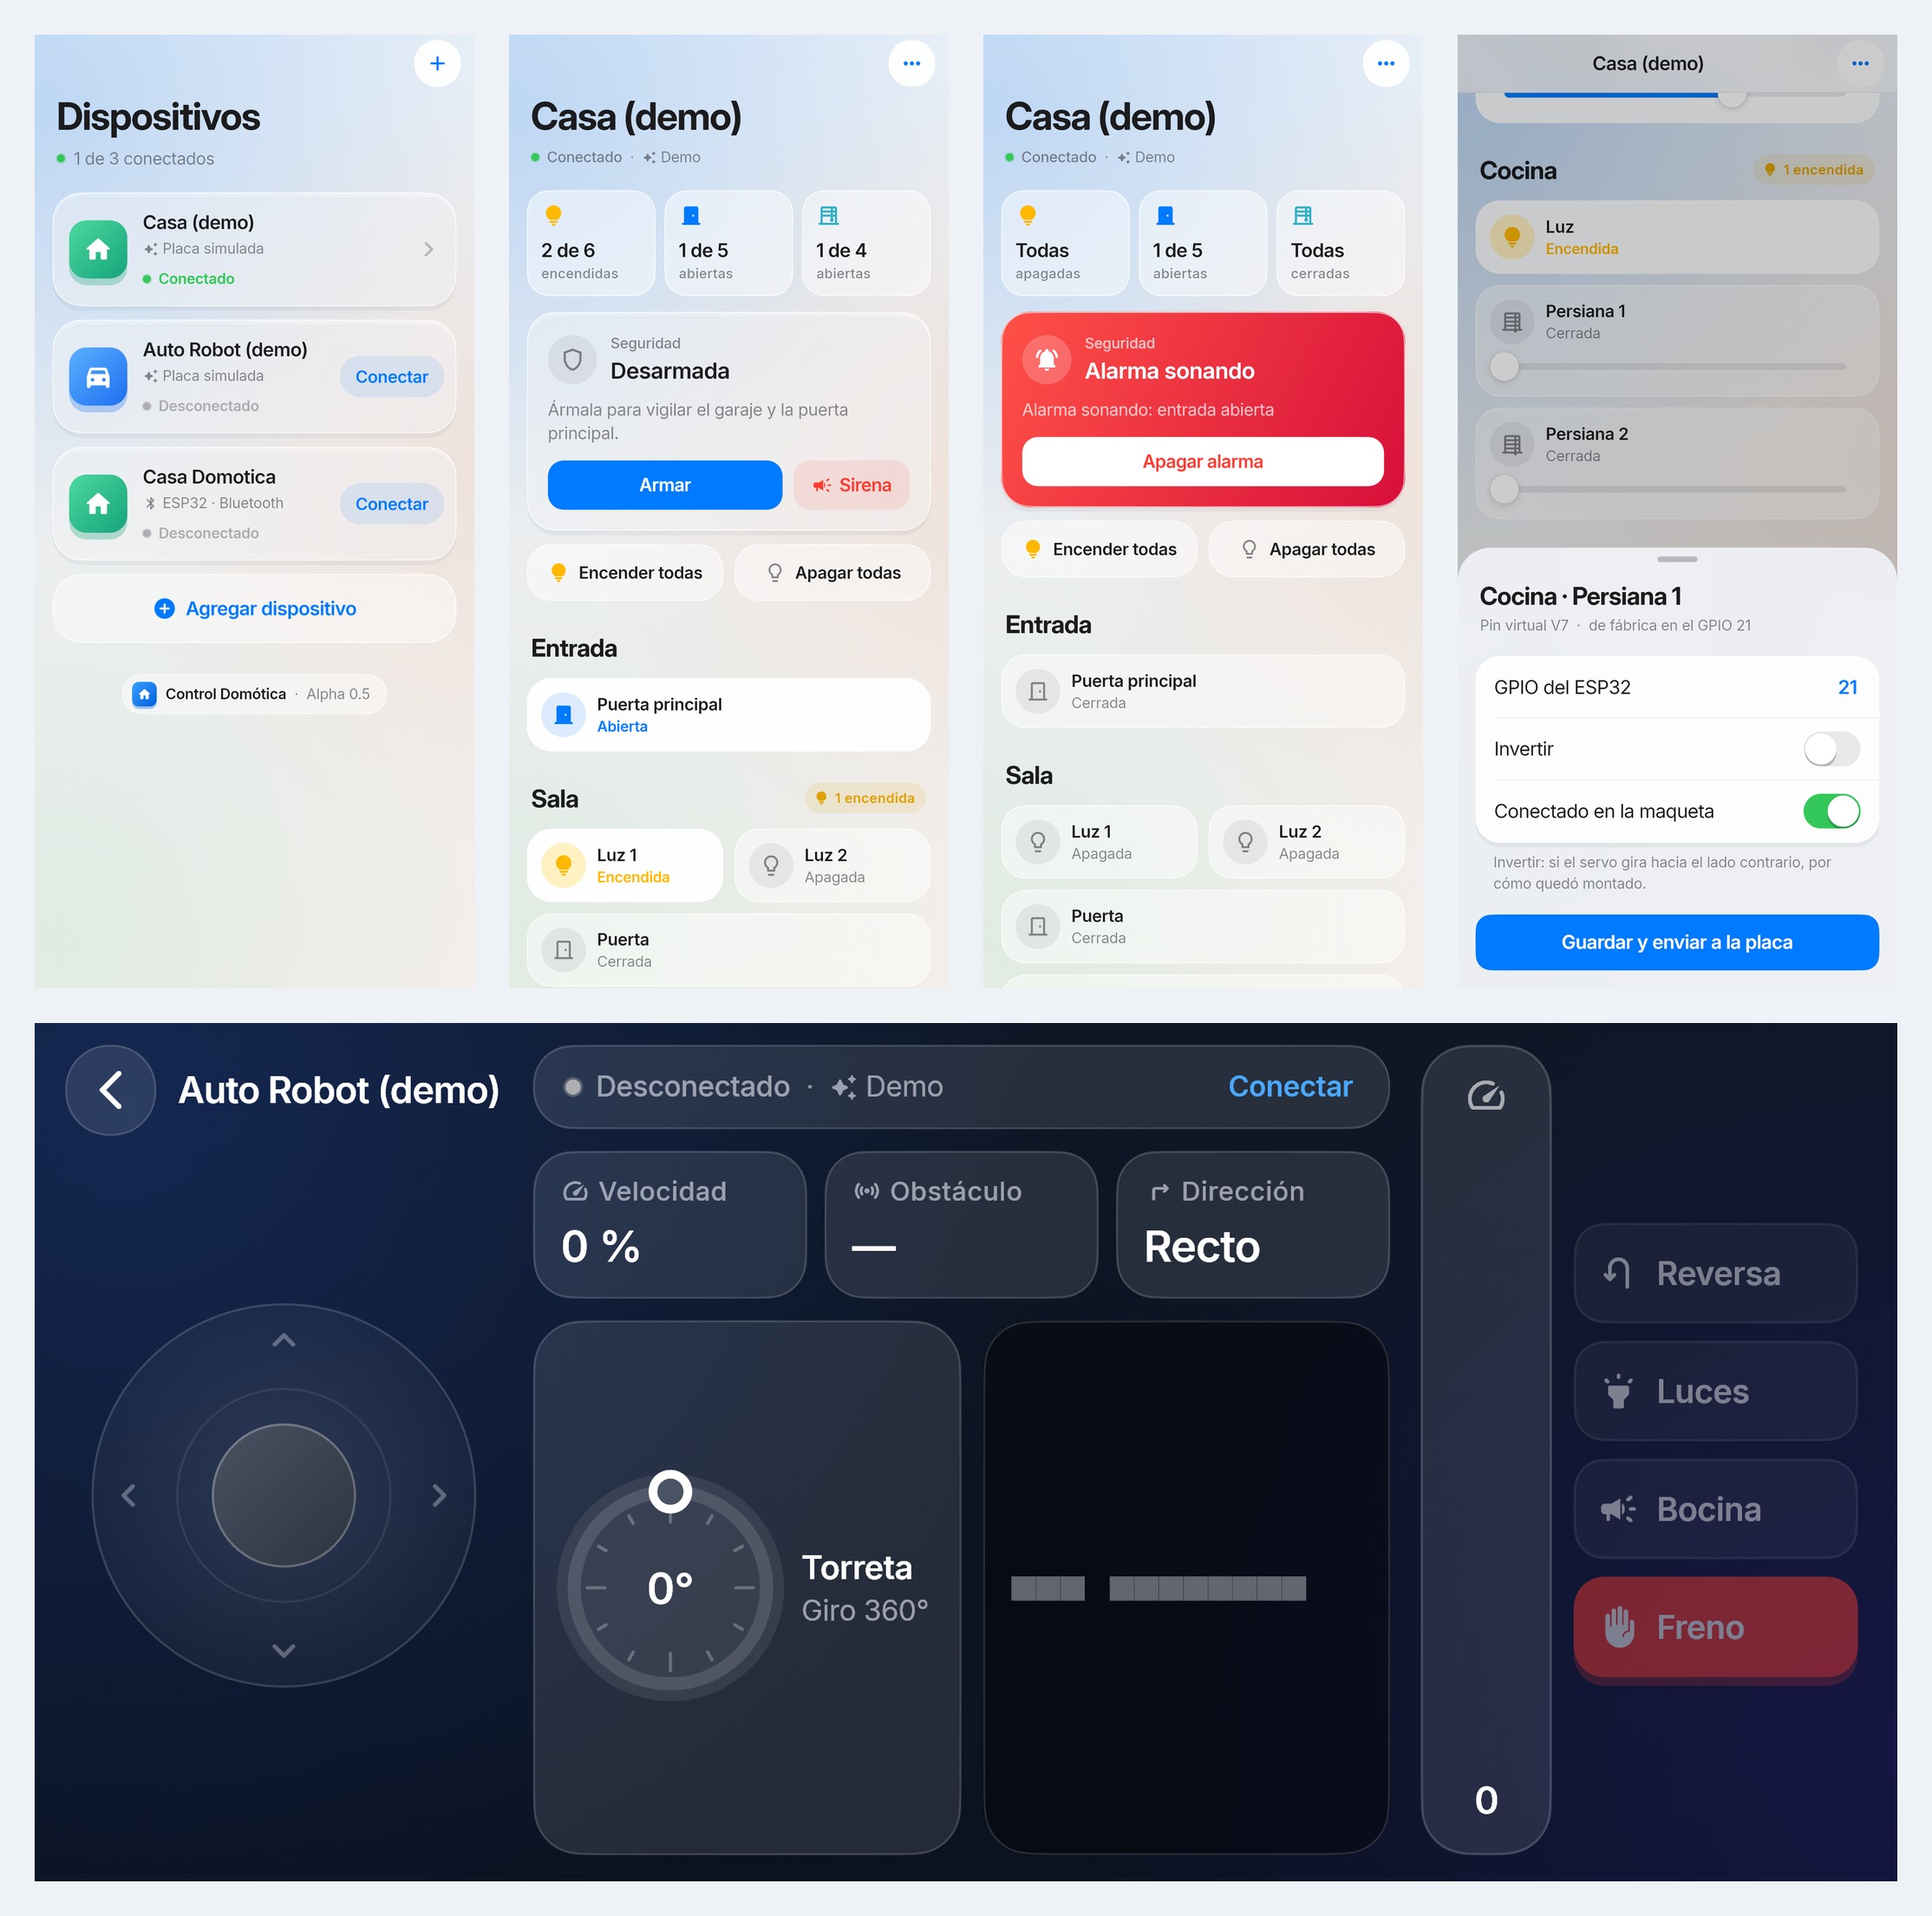 Dispositivos
1 de 3 conectados
Casa (demo)
Placa simulada
Conectado
Auto Robot (demo)
Placa simulada
Desconectado
Conectar
Casa Domotica
ESP32 · Bluetooth
Desconectado
Conectar
Agregar dispositivo
Control Domótica · Alpha 0.5
Casa (demo)
Conectado · Demo
2 de 6
encendidas
1 de 5
abiertas
1 de 4
abiertas
Seguridad
Desarmada
Ármala para vigilar el garaje y la puerta
principal.
Armar
Sirena
Encender todas
Apagar todas
Entrada
Puerta principal
Abierta
Sala
1 encendida
Luz 1
Encendida
Luz 2
Apagada
Puerta
Cerrada
Casa (demo)
Conectado · Demo
Todas
apagadas
1 de 5
abiertas
Todas
cerradas
Seguridad
Alarma sonando
Alarma sonando: entrada abierta
Apagar alarma
Encender todas
Apagar todas
Entrada
Puerta principal
Cerrada
Sala
Luz 1
Apagada
Luz 2
Apagada
Puerta
Cerrada
Casa (demo)
Cocina
1 encendida
Luz
Encendida
Persiana 1
Cerrada
Persiana 2
Cerrada
Cocina · Persiana 1
Pin virtual V7 · de fábrica en el GPIO 21
GPIO del ESP32
21
Invertir
Conectado en la maqueta
Invertir: si el servo gira hacia el lado contrario, por
cómo quedó montado.
Guardar y enviar a la placa
Auto Robot (demo)
Desconectado · Demo
Conectar
Velocidad
0 %
Obstáculo
—
Dirección
Recto
0°
Torreta
Giro 360°
0
Reversa
Luces
Bocina
Freno